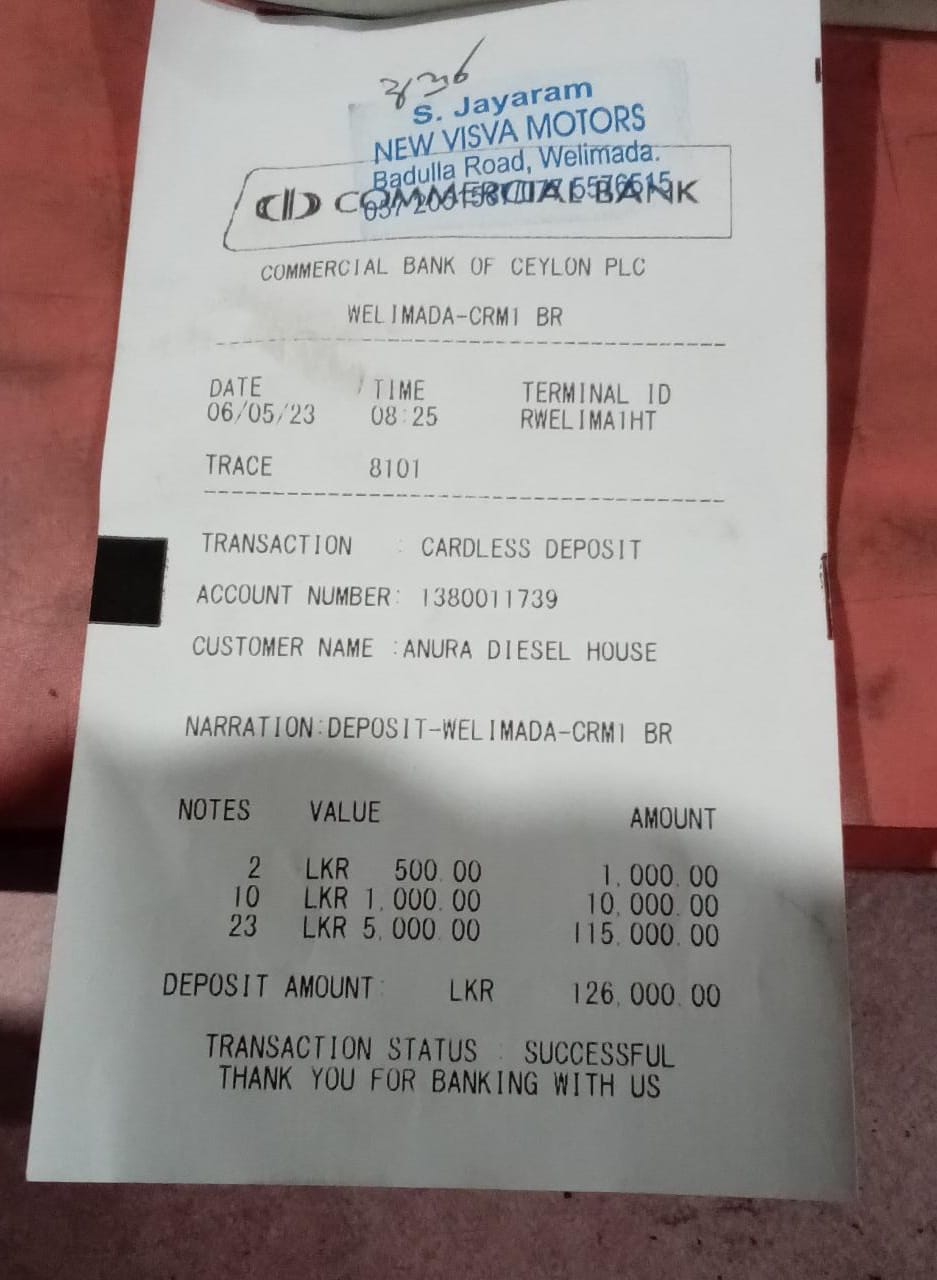 S. Jayaram
NEW VISVA MOTORS
Badulla Road, Welimada.
COMMERCIAL BANK
COMMERCIAL BANK OF CEYLON PLC
WELIMADA-CRM1 BR
DATE TIME TERMINAL ID
06/05/23 08:25 RWELIMA1HT
TRACE 8101
TRANSACTION : CARDLESS DEPOSIT
ACCOUNT NUMBER: 1380011739
CUSTOMER NAME :ANURA DIESEL HOUSE
NARRATION:DEPOSIT-WELIMADA-CRM1 BR
NOTES VALUE AMOUNT
2 LKR 500.00 1,000.00
10 LKR 1,000.00 10,000.00
23 LKR 5,000.00 115,000.00
DEPOSIT AMOUNT: LKR 126,000.00
TRANSACTION STATUS : SUCCESSFUL
THANK YOU FOR BANKING WITH US